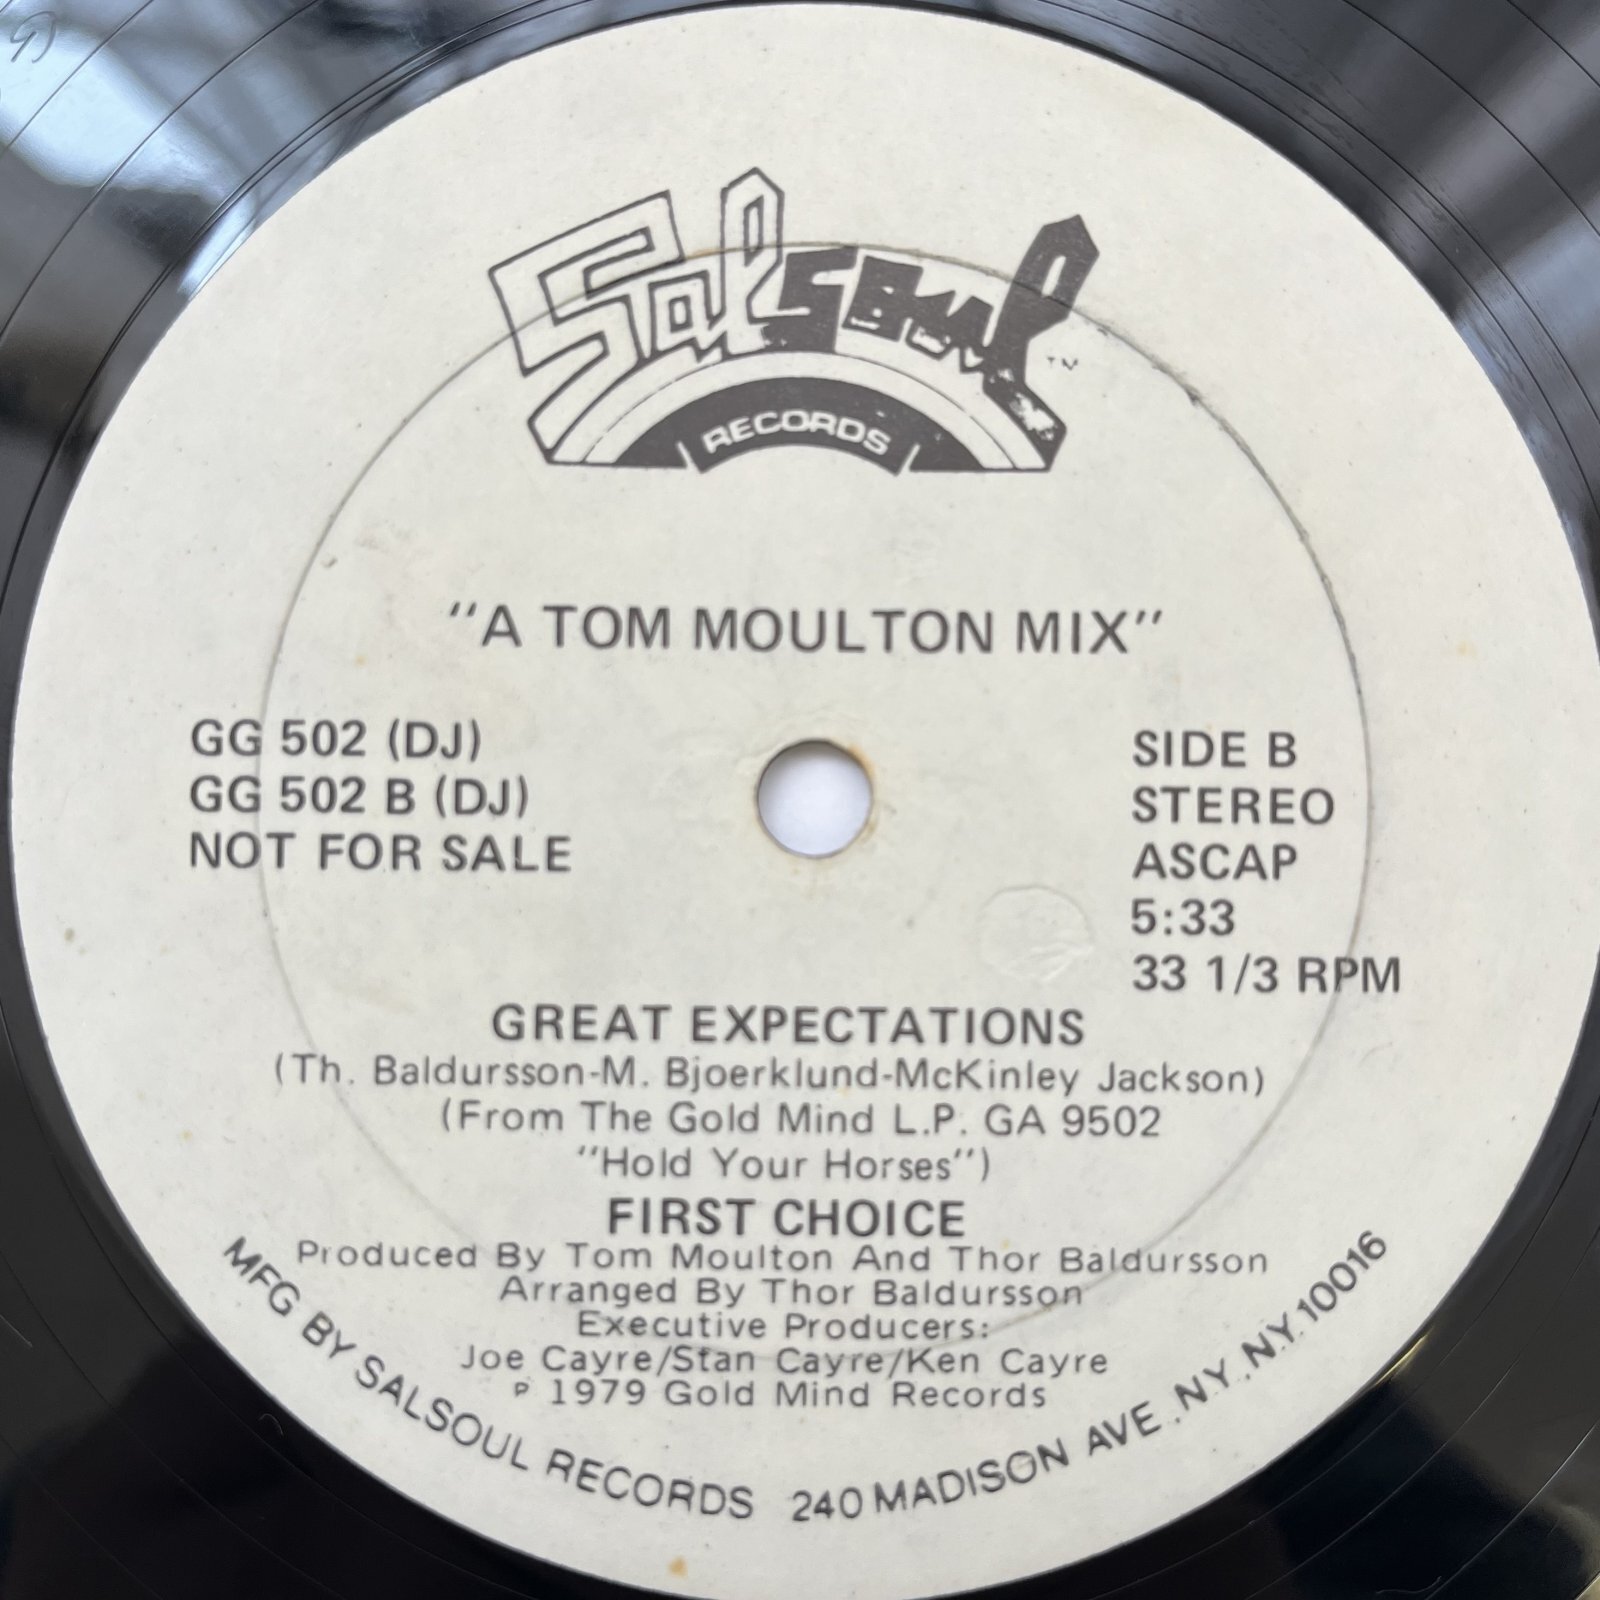 Salsoul TM
RECORDS
"A TOM MOULTON MIX"
GG 502 (DJ)
GG 502 B (DJ)
NOT FOR SALE
SIDE B
STEREO
ASCAP
5:33
33 1/3 RPM
GREAT EXPECTATIONS
(Th. Baldursson-M. Bjoerklund-McKinley Jackson)
(From The Gold Mind L.P. GA 9502
"Hold Your Horses")
FIRST CHOICE
Produced By Tom Moulton And Thor Baldursson
Arranged By Thor Baldursson
Executive Producers:
Joe Cayre/Stan Cayre/Ken Cayre
℗ 1979 Gold Mind Records
MFG BY SALSOUL RECORDS 240 MADISON AVE., NY, N.Y. 10016